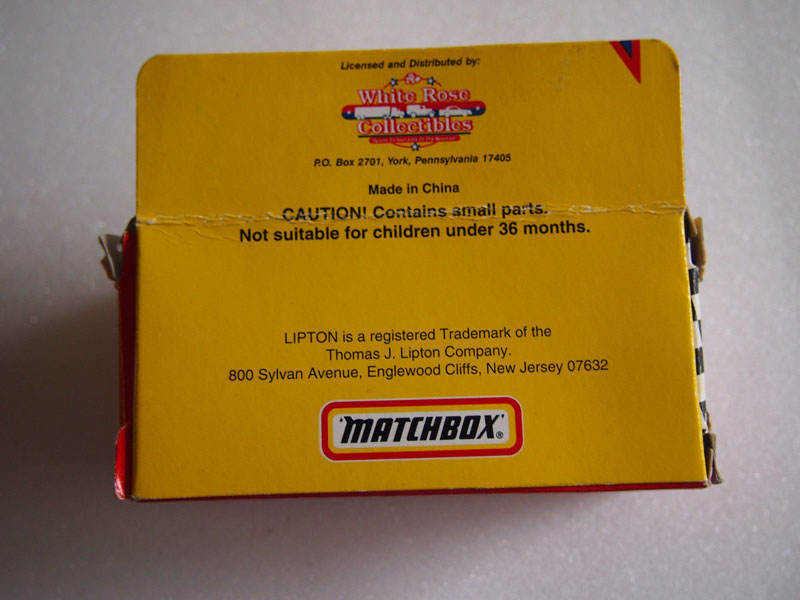 Licensed and Distributed by:
White Rose
Collectibles
P.O. Box 2701, York, Pennsylvania 17405
Made in China
CAUTION! Contains small parts.
Not suitable for children under 36 months.
LIPTON is a registered Trademark of the
Thomas J. Lipton Company.
800 Sylvan Avenue, Englewood Cliffs, New Jersey 07632
"MATCHBOX"®